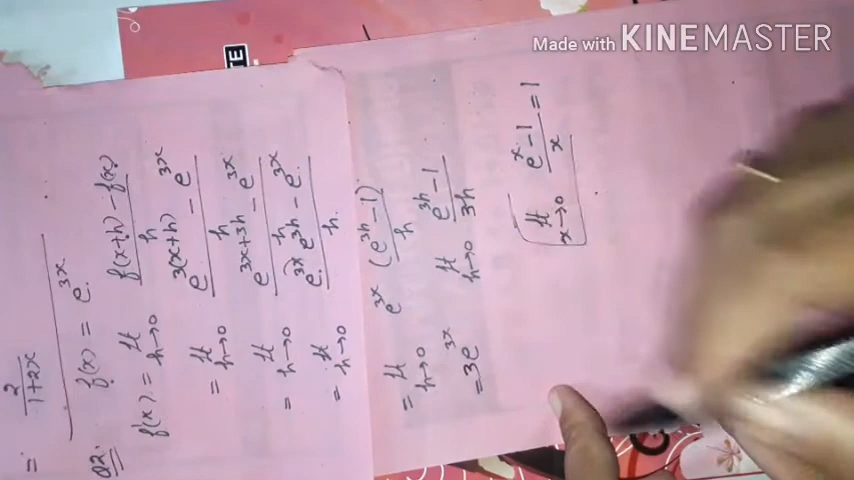 Made with KINEMASTER
TE
= 2/(1+2x)
Q2. f(x) = e^{3x}
f'(x) = lt_{h→0} (f(x+h) - f(x))/h
= lt_{h→0} (e^{3(x+h)} - e^{3x})/h
= lt_{h→0} (e^{3x+3h} - e^{3x})/h
= lt_{h→0} (e^{3x}. e^{3h} - e^{3x})/h
= lt_{h→0} e^{3x} (e^{3h} - 1)/h
= 3e^{3x} lt_{h→0} (e^{3h} - 1)/3h
lt_{x→0} (e^x - 1)/x = 1